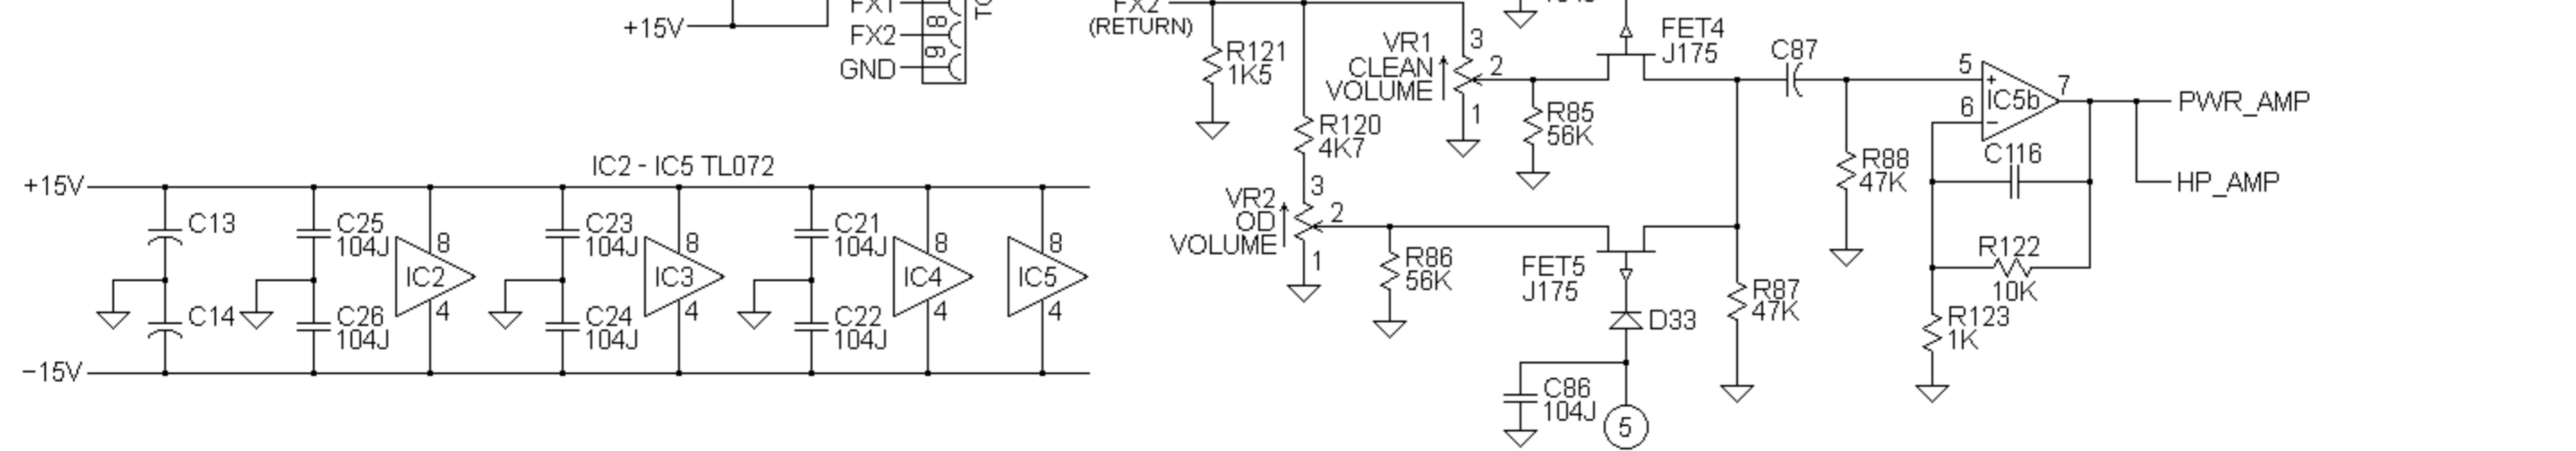 +15V
FX1
8
FX2
9
GND
FX2
(RETURN)
R121
1K5
VR1
CLEAN
VOLUME
3
2
1
R120
4K7
R85
56K
FET4
J175
C87
5
+
6
−
IC5b
7
PWR_AMP
HP_AMP
R88
47K
C116
R122
10K
R123
1K
IC2 - IC5 TL072
+15V
C13
C14
C25
104J
C26
104J
8
IC2
4
C23
104J
C24
104J
8
IC3
4
C21
104J
C22
104J
8
IC4
4
8
IC5
4
−15V
VR2
OD
VOLUME
3
2
1
R86
56K
FET5
J175
D33
R87
47K
C86
104J
5